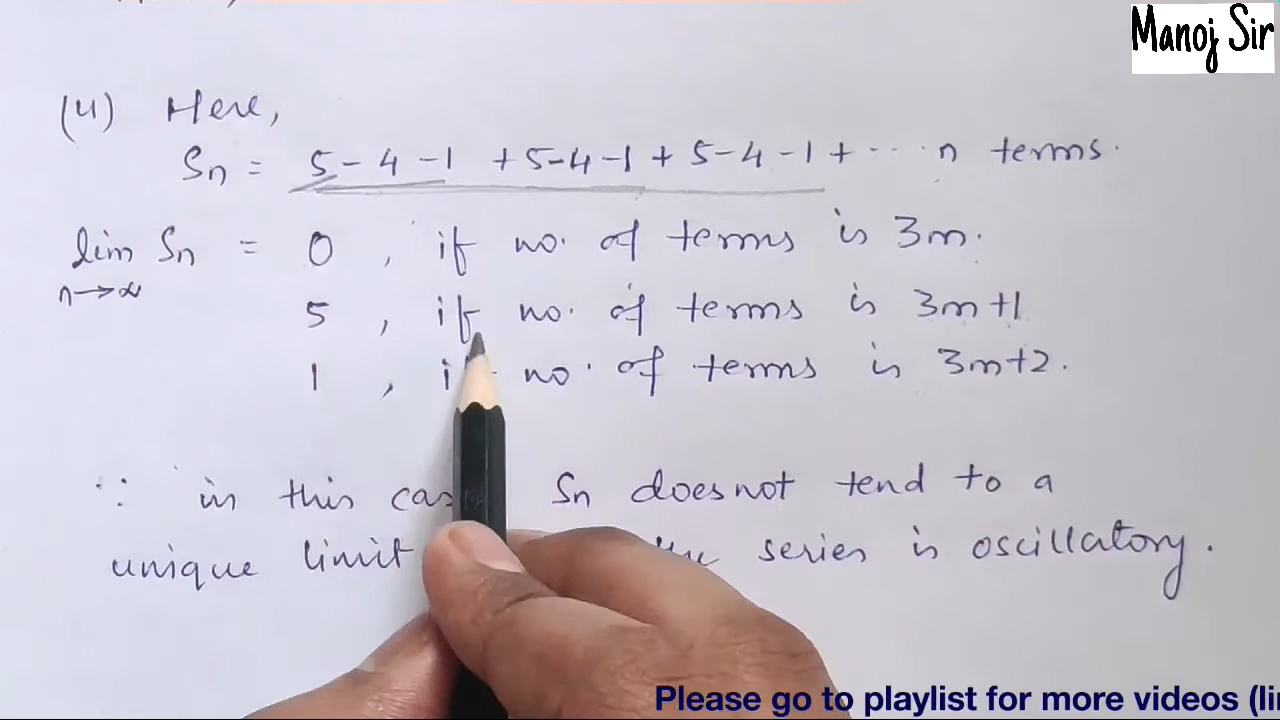 Manoj Sir
(4) Here,
Sn = 5-4-1 +5-4-1 + 5-4-1 + ... n terms.
lim Sn = 0 , if no. of terms is 3m.
n→∞
5 , if no. of terms is 3m+1
1 , no. of terms is 3m+2.
∵ in this Sn does not tend to a
unique limit series is oscillatory.
Please go to playlist for more videos